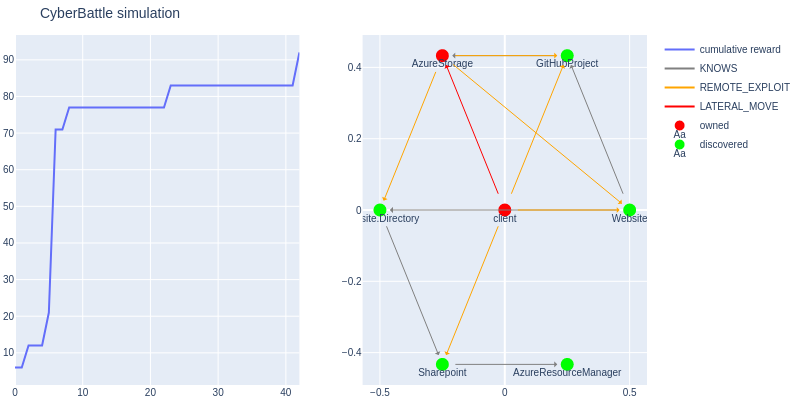 CyberBattle simulation
90
80
70
60
50
40
30
20
10
0
10
20
30
40
0.4
0.2
0
−0.2
−0.4
−0.5
0
0.5
AzureStorage
GitHubProject
site.Directory
client
Website
Sharepoint
AzureResourceManager
cumulative reward
KNOWS
REMOTE_EXPLOIT
LATERAL_MOVE
owned
Aa
discovered
Aa